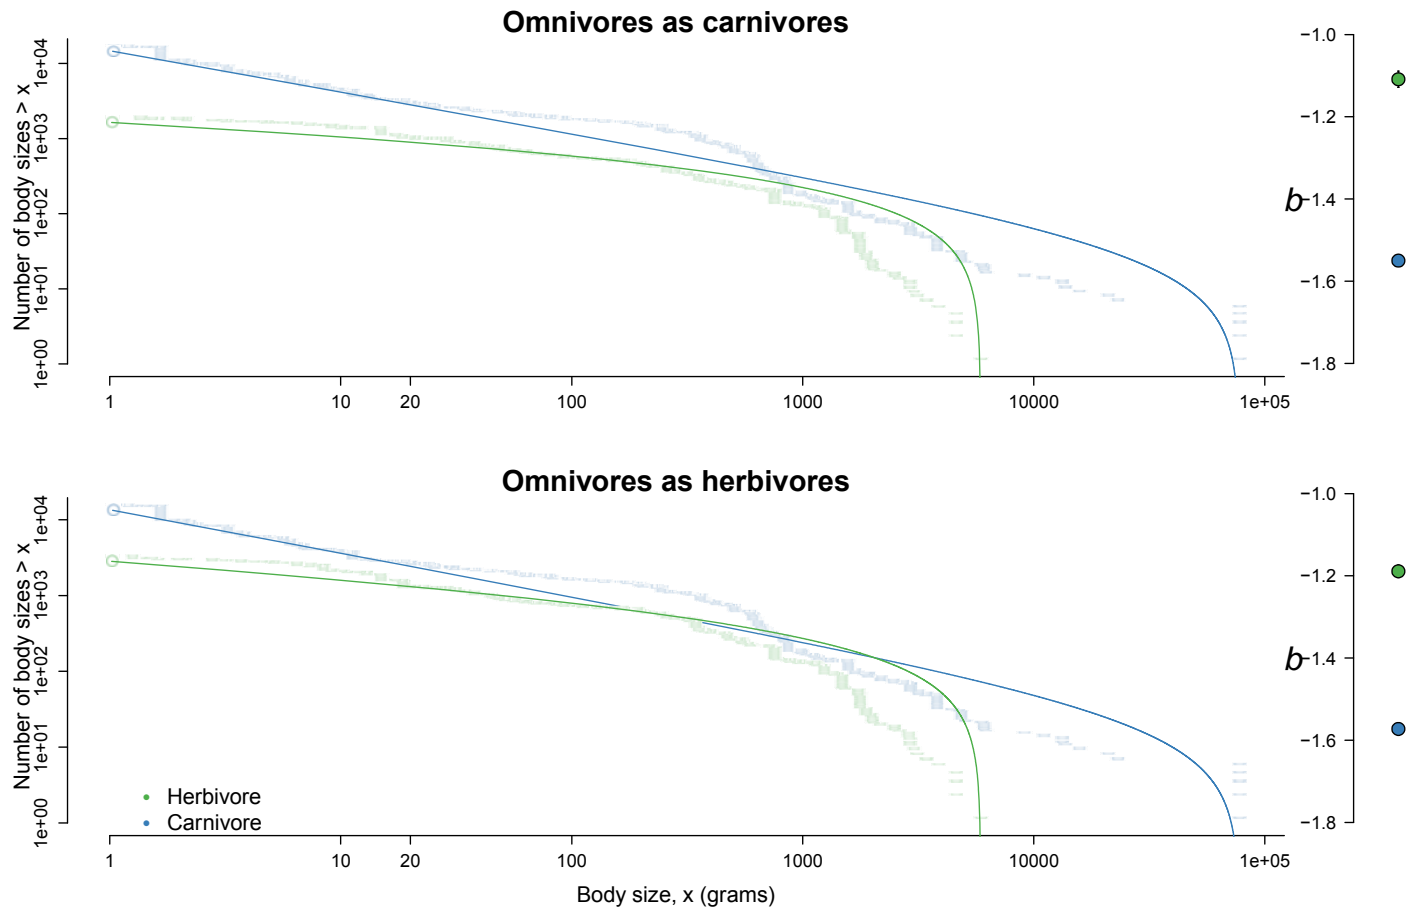 Omnivores as carnivores
Number of body sizes > x
1e+04
1e+03
1e+02
1e+01
1e+00
1 10 20 100 1000 10000 1e+05
b
−1.0
−1.2
−1.4
−1.6
−1.8
Omnivores as herbivores
Number of body sizes > x
1e+04
1e+03
1e+02
1e+01
1e+00
Herbivore
Carnivore
1 10 20 100 1000 10000 1e+05
Body size, x (grams)
b
−1.0
−1.2
−1.4
−1.6
−1.8